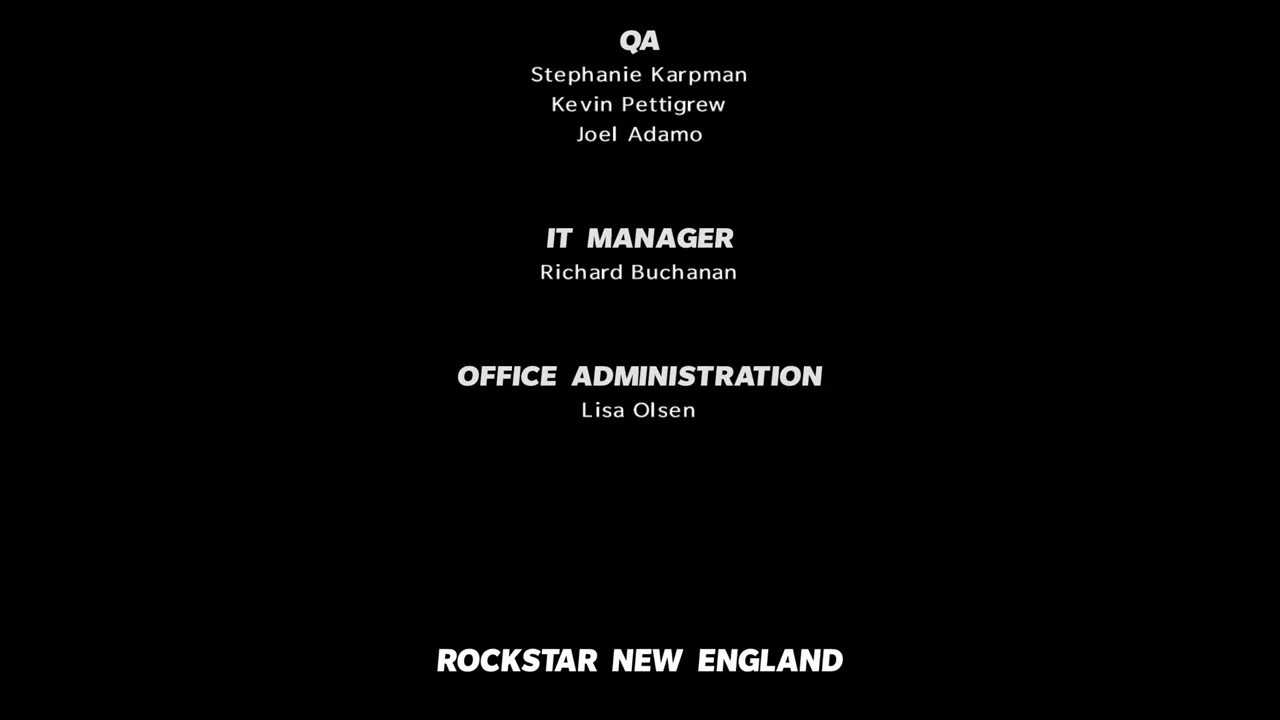 QA
Stephanie Karpman
Kevin Pettigrew
Joel Adamo
IT MANAGER
Richard Buchanan
OFFICE ADMINISTRATION
Lisa Olsen
ROCKSTAR NEW ENGLAND